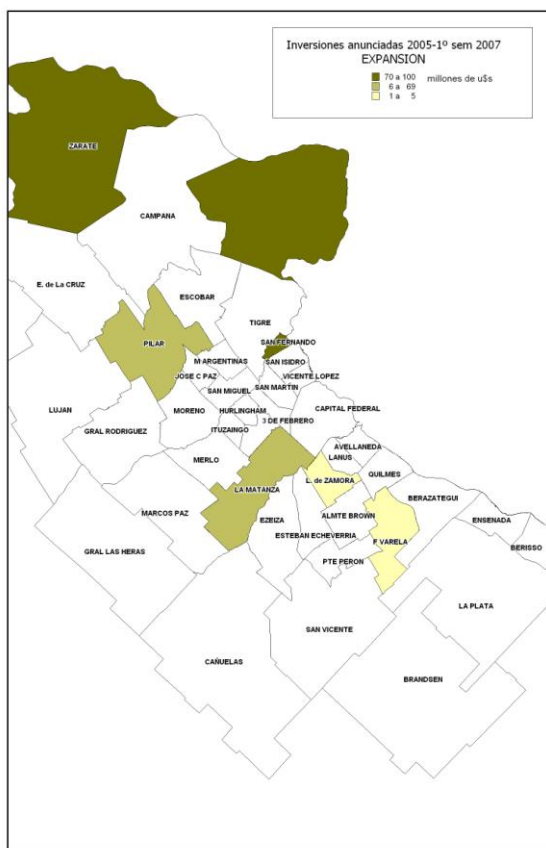 Inversiones anunciadas 2005-1º sem 2007
EXPANSION
70 a 100 millones de u$s
6 a 69
1 a 5
ZARATE
CAMPANA
E. de La CRUZ
ESCOBAR
TIGRE
PILAR
SAN FERNANDO
M ARGENTINAS
SAN ISIDRO
JOSE C PAZ
VICENTE LOPEZ
SAN MIGUEL
SAN MARTIN
LUJAN
MORENO
HURLINGHAM
CAPITAL FEDERAL
GRAL RODRIGUEZ
ITUZAINGO
3 DE FEBRERO
AVELLANEDA
MERLO
LANUS
QUILMES
L. de ZAMORA
LA MATANZA
BERAZATEGUI
MARCOS PAZ
ALMTE BROWN
EZEIZA
ENSENADA
ESTEBAN ECHEVERRIA
F. VARELA
GRAL LAS HERAS
BERISSO
PTE PERON
LA PLATA
SAN VICENTE
CAÑUELAS
BRANDSEN